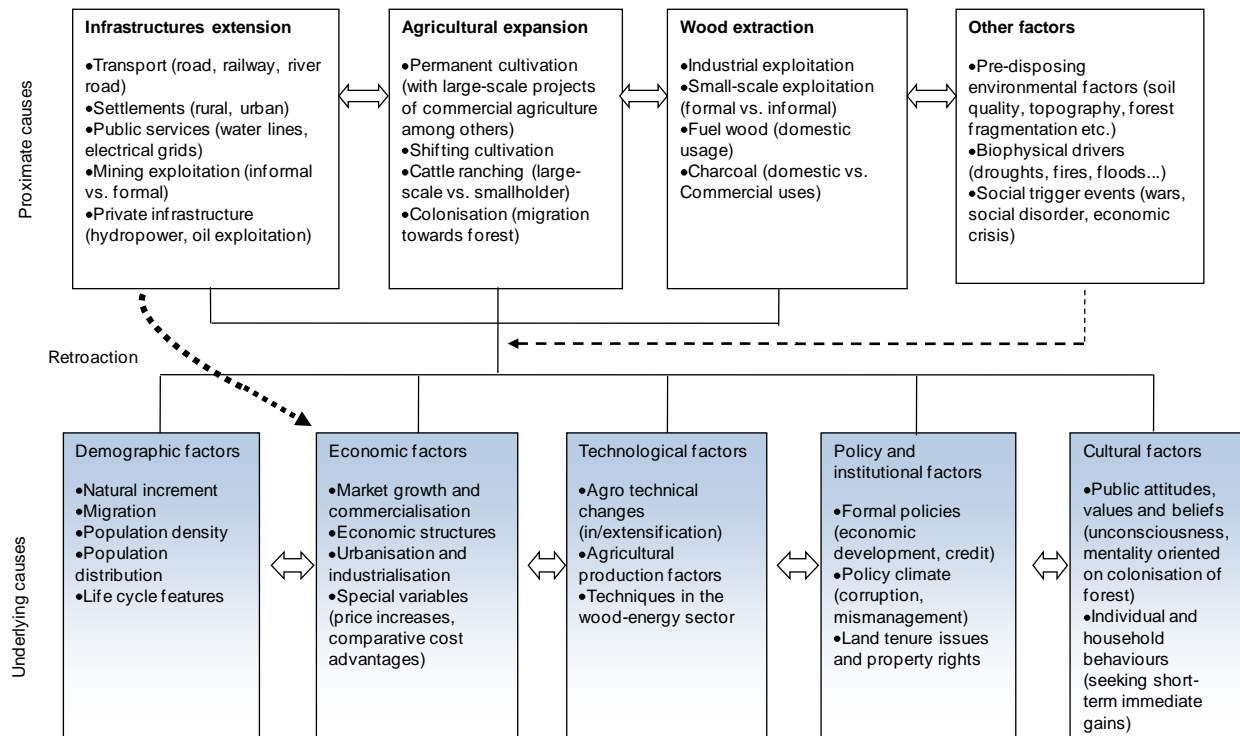 Proximate causes
Infrastructures extension
●Transport (road, railway, river
road)
●Settlements (rural, urban)
●Public services (water lines,
electrical grids)
●Mining exploitation (informal
vs. formal)
●Private infrastructure
(hydropower, oil exploitation)
Agricultural expansion
●Permanent cultivation
(with large-scale projects
of commercial agriculture
among others)
●Shifting cultivation
●Cattle ranching (large-
scale vs. smallholder)
●Colonisation (migration
towards forest)
Wood extraction
●Industrial exploitation
●Small-scale exploitation
(formal vs. informal)
●Fuel wood (domestic
usage)
●Charcoal (domestic vs.
Commercial uses)
Other factors
●Pre-disposing
environmental factors (soil
quality, topography, forest
fragmentation etc.)
●Biophysical drivers
(droughts, fires, floods...)
●Social trigger events (wars,
social disorder, economic
crisis)
Retroaction
Underlying causes
Demographic factors
●Natural increment
●Migration
●Population density
●Population
distribution
●Life cycle features
Economic factors
●Market growth and
commercialisation
●Economic structures
●Urbanisation and
industrialisation
●Special variables
(price increases,
comparative cost
advantages)
Technological factors
●Agro technical
changes
(in/extensification)
●Agricultural
production factors
●Techniques in the
wood-energy sector
Policy and
institutional factors
●Formal policies
(economic
development, credit)
●Policy climate
(corruption,
mismanagement)
●Land tenure issues
and property rights
Cultural factors
●Public attitudes,
values and beliefs
(unconsciousness,
mentality oriented
on colonisation of
forest)
●Individual and
household
behaviours
(seeking short-
term immediate
gains)